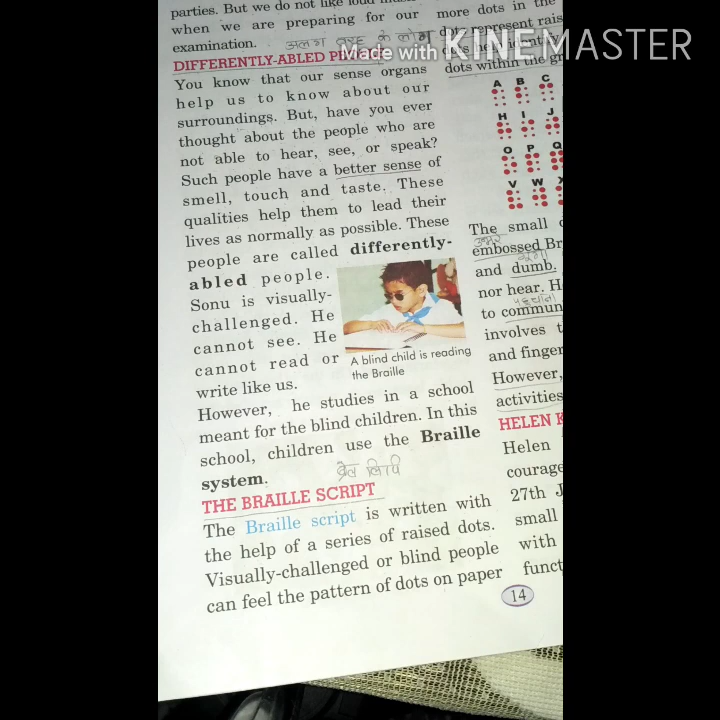 parties. But we do not like loud
when we are preparing for our
examination.
अलग तरह के लोग
DIFFERENTLY-ABLED
You know that our sense organs
help us to know about our
surroundings. But, have you ever
thought about the people who are
not able to hear, see, or speak?
Such people have a better sense of
smell, touch and taste. These
qualities help them to lead their
lives as normally as possible. These
people are called differently-
abled people.
Sonu is visually-
challenged. He
cannot see. He
cannot read or
write like us.
A blind child is reading
the Braille
However, he studies in a school
meant for the blind children. In this
school, children use the Braille
system.
ब्रेल लिपि
THE BRAILLE SCRIPT
The Braille script is written with
the help of a series of raised dots.
Visually-challenged or blind people
can feel the pattern of dots on paper
more dots in the
represent
dots within the
A B C
H I J
O P Q
V W X
The small
embossed
and dumb.
nor hear.
to
involves
and finger
However,
activities
HELEN
Helen
27th
small
with
14
Made with KINEMASTER